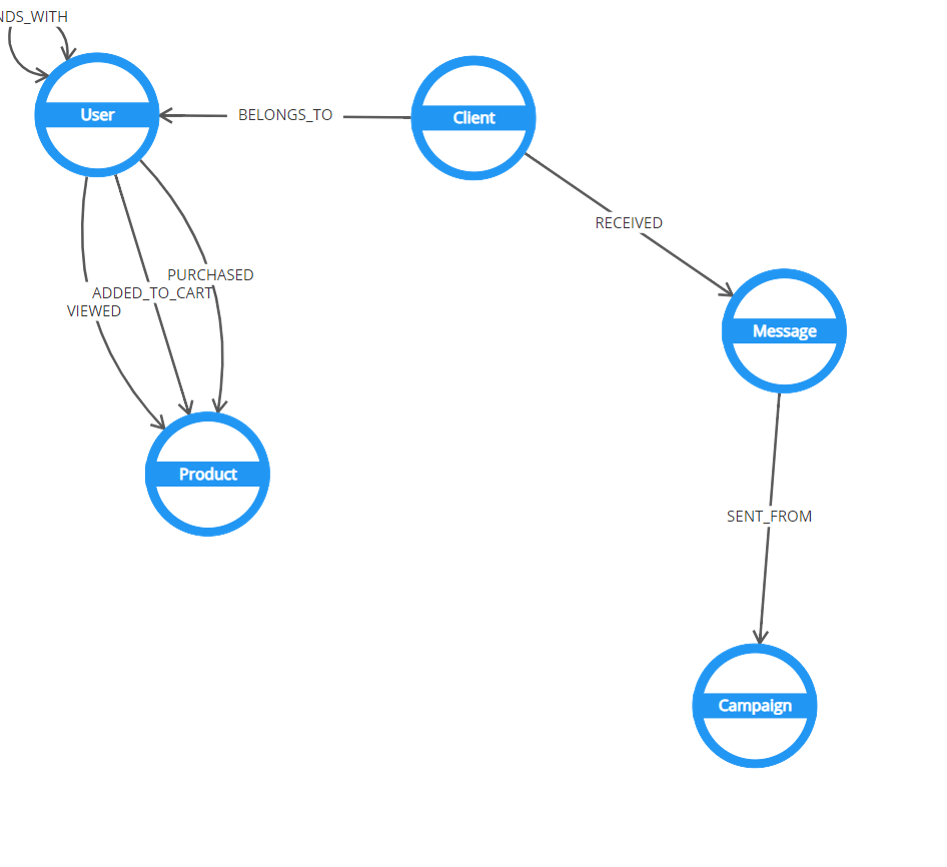 NDS_WITH
User
BELONGS_TO
Client
RECEIVED
PURCHASED
ADDED_TO_CART
VIEWED
Message
Product
SENT_FROM
Campaign